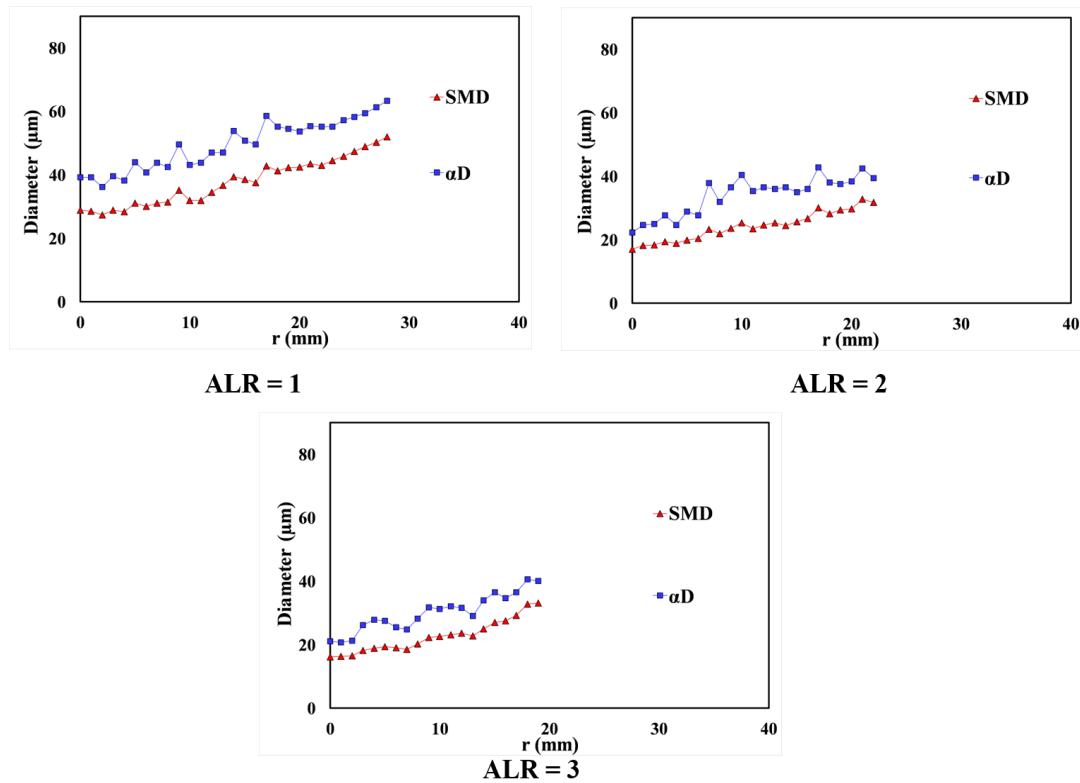 80
60
40
20
0
Diameter (µm)
0 10 20 30 40
r (mm)
SMD
αD
ALR = 1
80
60
40
20
0
Diameter (µm)
0 10 20 30 40
r (mm)
SMD
αD
ALR = 2
80
60
40
20
0
Diameter (µm)
0 10 20 30 40
r (mm)
SMD
αD
ALR = 3